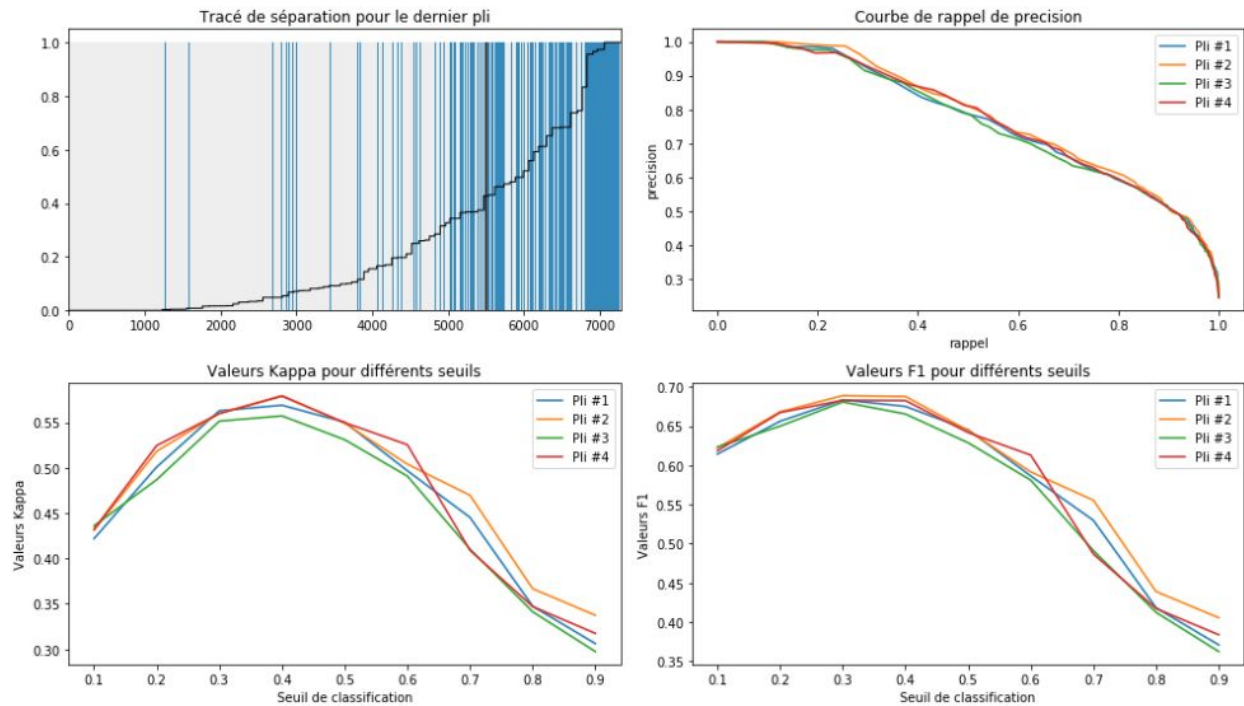 Tracé de séparation pour le dernier pli
1.0
0.8
0.6
0.4
0.2
0.0
0 1000 2000 3000 4000 5000 6000 7000
Courbe de rappel de precision
precision
1.0
0.9
0.8
0.7
0.6
0.5
0.4
0.3
Pli #1
Pli #2
Pli #3
Pli #4
0.0 0.2 0.4 0.6 0.8 1.0
rappel
Valeurs Kappa pour différents seuils
Valeurs Kappa
0.55
0.50
0.45
0.40
0.35
0.30
Pli #1
Pli #2
Pli #3
Pli #4
0.1 0.2 0.3 0.4 0.5 0.6 0.7 0.8 0.9
Seuil de classification
Valeurs F1 pour différents seuils
Valeurs F1
0.70
0.65
0.60
0.55
0.50
0.45
0.40
0.35
Pli #1
Pli #2
Pli #3
Pli #4
0.1 0.2 0.3 0.4 0.5 0.6 0.7 0.8 0.9
Seuil de classification